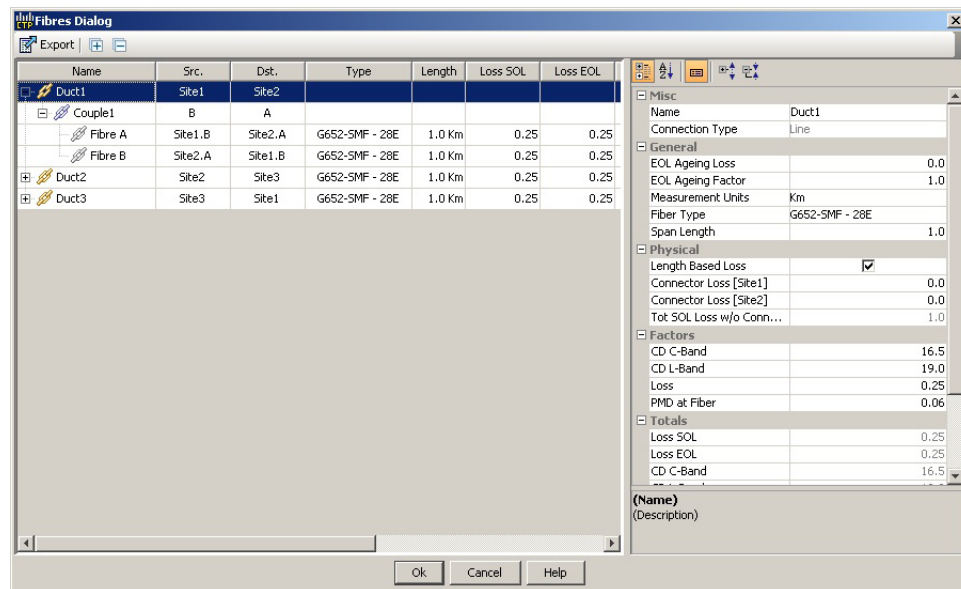 CTP Fibres Dialog
Export
Name Src. Dst. Type Length Loss SOL Loss EOL
Duct1 Site1 Site2
Couple1 B A
Fibre A Site1.B Site2.A G652-SMF - 28E 1.0 Km 0.25 0.25
Fibre B Site2.A Site1.B G652-SMF - 28E 1.0 Km 0.25 0.25
Duct2 Site2 Site3 G652-SMF - 28E 1.0 Km 0.25 0.25
Duct3 Site3 Site1 G652-SMF - 28E 1.0 Km 0.25 0.25
Misc
Name Duct1
Connection Type Line
General
EOL Ageing Loss 0.0
EOL Ageing Factor 1.0
Measurement Units Km
Fiber Type G652-SMF - 28E
Span Length 1.0
Physical
Length Based Loss
Connector Loss [Site1] 0.0
Connector Loss [Site2] 0.0
Tot SOL Loss w/o Conn... 1.0
Factors
CD C-Band 16.5
CD L-Band 19.0
Loss 0.25
PMD at Fiber 0.06
Totals
Loss SOL 0.25
Loss EOL 0.25
CD C-Band 16.5
(Name)
(Description)
Ok Cancel Help